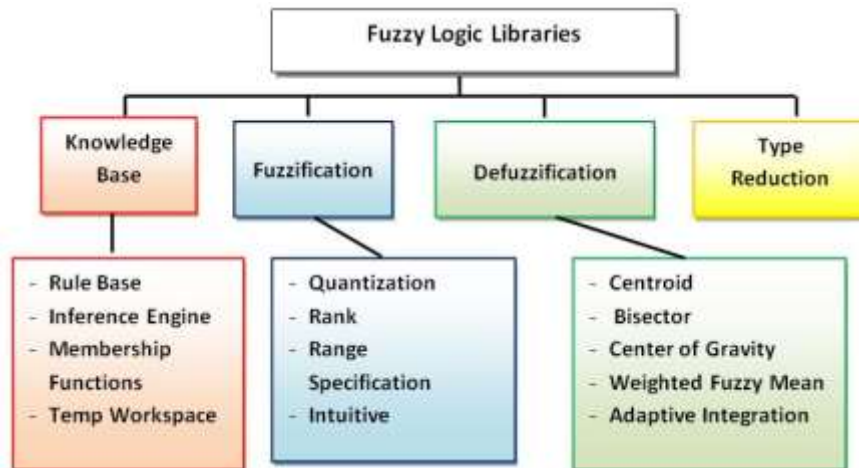 Fuzzy Logic Libraries
Knowledge
Base
Fuzzification
Defuzzification
Type
Reduction
- Rule Base
- Inference Engine
- Membership
Functions
- Temp Workspace
- Quantization
- Rank
- Range
Specification
- Intuitive
- Centroid
- Bisector
- Center of Gravity
- Weighted Fuzzy Mean
- Adaptive Integration